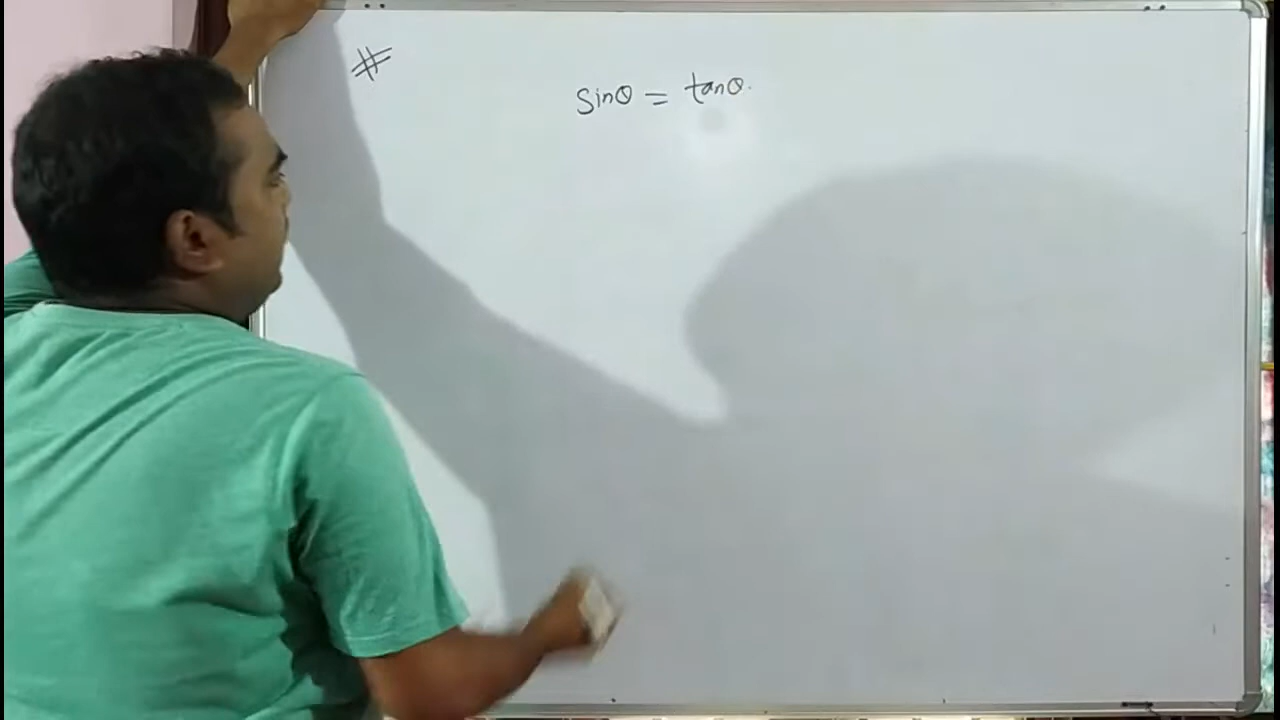 # sinθ = tanθ.